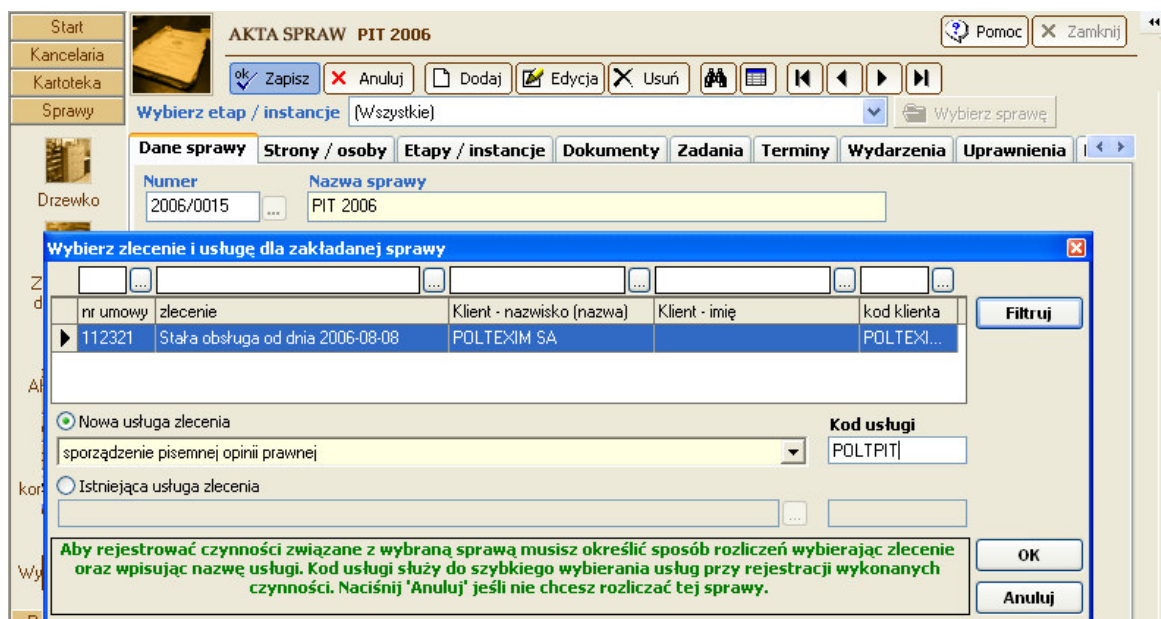 Start
Kancelaria
Kartoteka
Sprawy
Drzewko
AKTA SPRAW PIT 2006
Pomoc
Zamknij
ok Zapisz
Anuluj
Dodaj
Edycja
Usuń
Wybierz etap / instancje (Wszystkie)
Wybierz sprawę
Dane sprawy Strony / osoby Etapy / instancje Dokumenty Zadania Terminy Wydarzenia Uprawnienia
Numer Nazwa sprawy
2006/0015 ... PIT 2006
Wybierz zlecenie i usługę dla zakładanej sprawy
... ... ... ... ...
nr umowy zlecenie Klient - nazwisko (nazwa) Klient - imię kod klienta
112321 Stała obsługa od dnia 2006-08-08 POLTEXIM SA POLTEXI...
Filtruj
Nowa usługa zlecenia Kod usługi
sporządzenie pisemnej opinii prawnej POLTPIT
Istniejąca usługa zlecenia
...
Aby rejestrować czynności związane z wybraną sprawą musisz określić sposób rozliczeń wybierając zlecenie
oraz wpisując nazwę usługi. Kod usługi służy do szybkiego wybierania usług przy rejestracji wykonanych
czynności. Naciśnij 'Anuluj' jeśli nie chcesz rozliczać tej sprawy.
OK
Anuluj